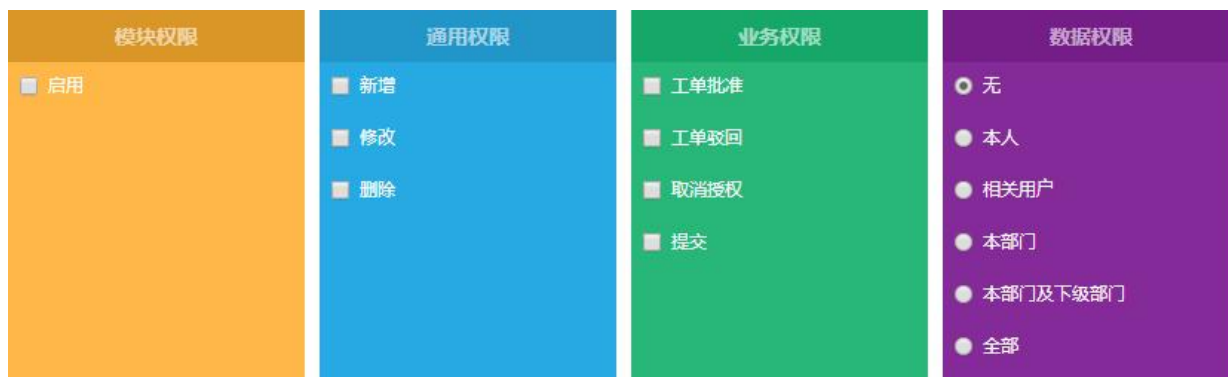 模块权限
启用
通用权限
新增
修改
删除
业务权限
工单批准
工单驳回
取消授权
提交
数据权限
无
本人
相关用户
本部门
本部门及下级部门
全部